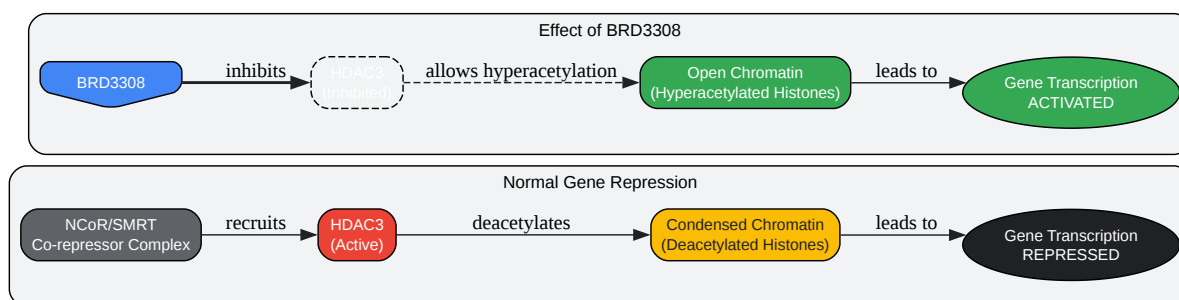 Effect of BRD3308
BRD3308
inhibits
HDAC3
(Inhibited)
allows hyperacetylation
Open Chromatin
(Hyperacetylated Histones)
leads to
Gene Transcription
ACTIVATED
Normal Gene Repression
NCoR/SMRT
Co-repressor Complex
recruits
HDAC3
(Active)
deacetylates
Condensed Chromatin
(Deacetylated Histones)
leads to
Gene Transcription
REPRESSED